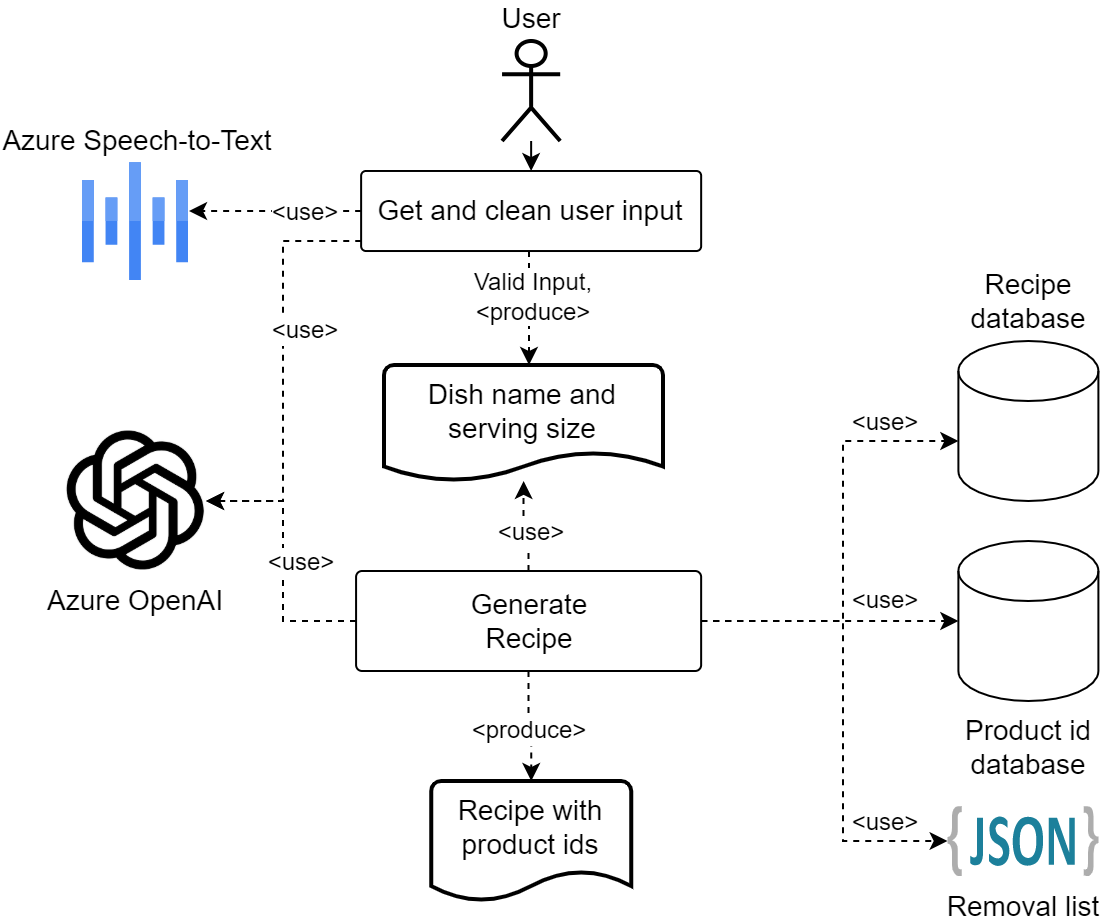 User
Azure Speech-to-Text
<use>
Get and clean user input
Valid Input,
<produce>
<use>
Dish name and
serving size
Recipe
database
<use>
<use>
<use>
Azure OpenAI
Generate
Recipe
<use>
Product id
database
<produce>
Recipe with
product ids
<use>
{JSON}
Removal list